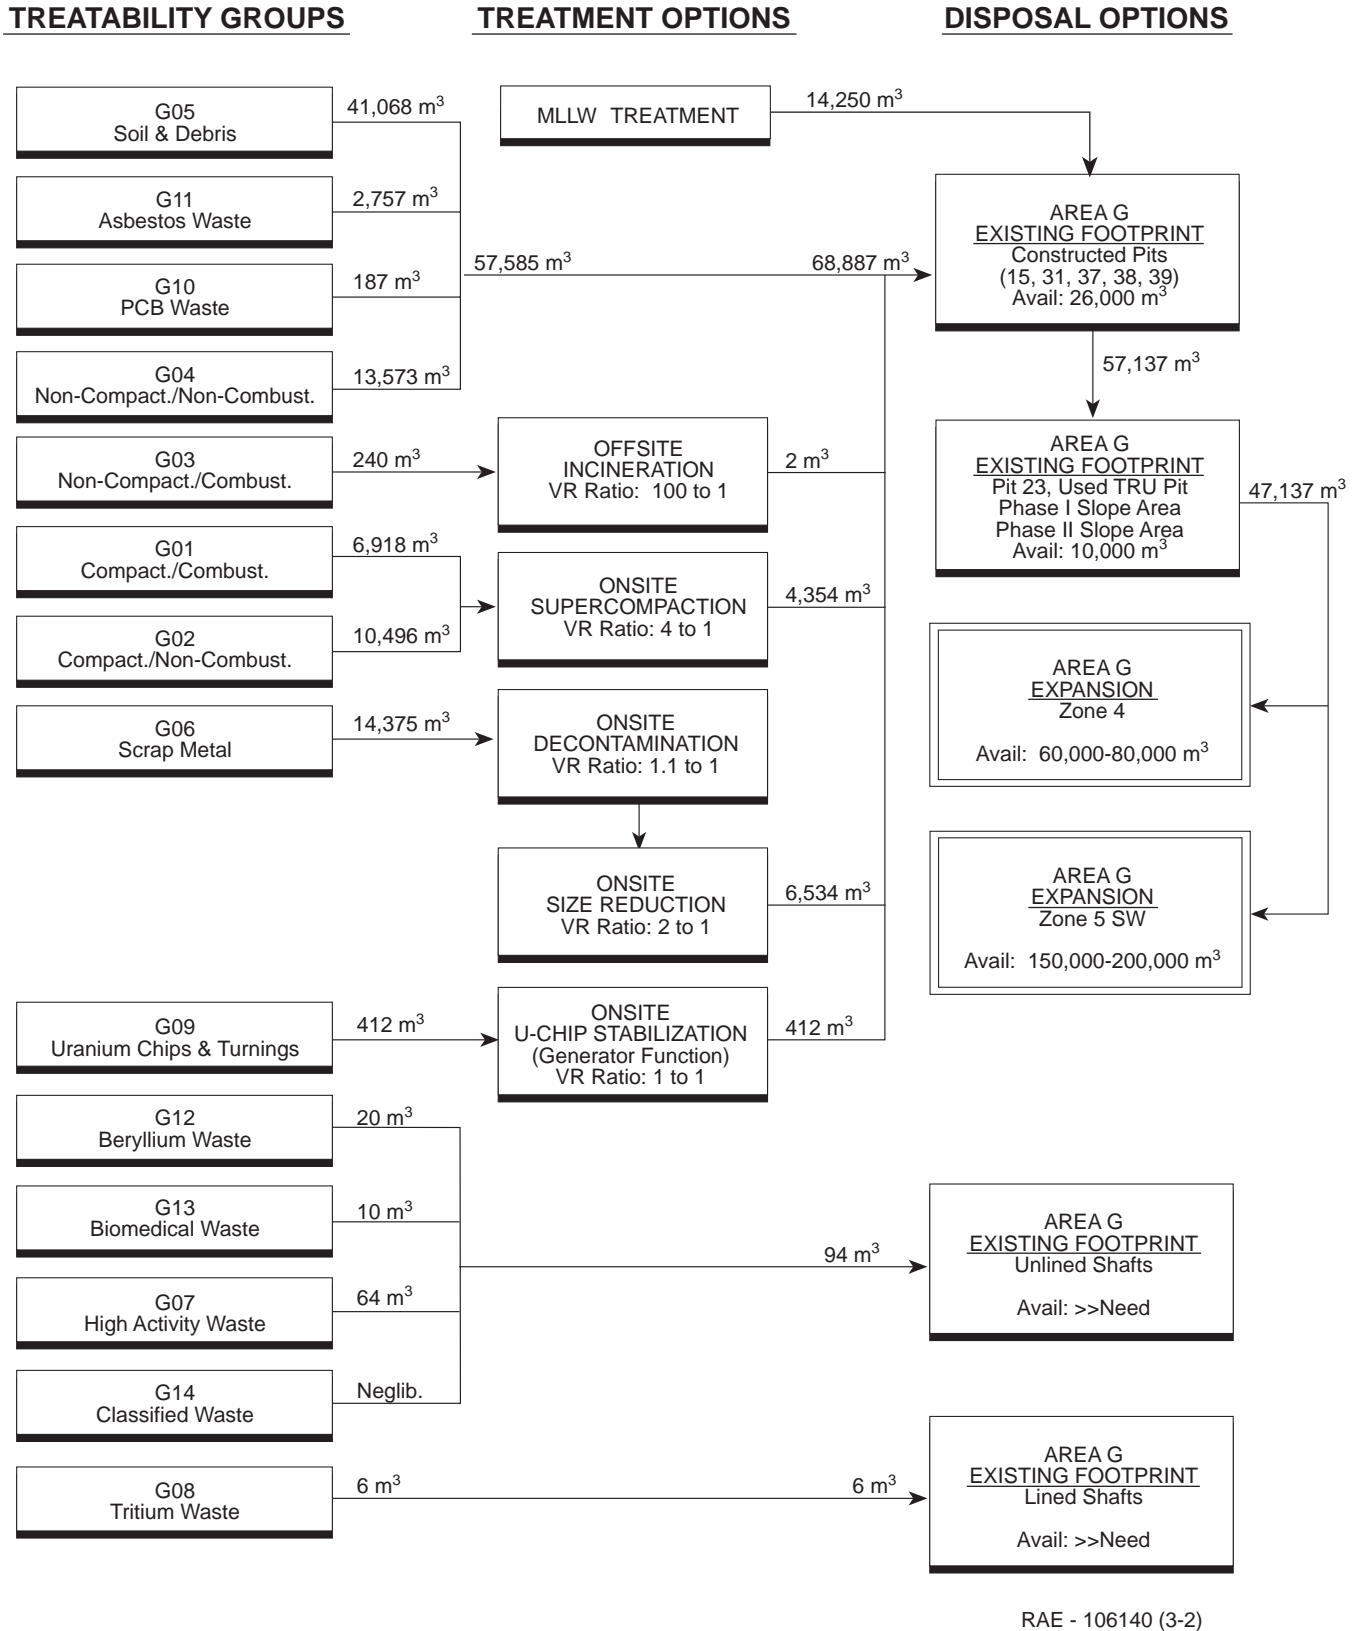 TREATABILITY GROUPS
TREATMENT OPTIONS
DISPOSAL OPTIONS
G05
Soil & Debris
41,068 m³
G11
Asbestos Waste
2,757 m³
G10
PCB Waste
187 m³
G04
Non-Compact./Non-Combust.
13,573 m³
57,585 m³
68,887 m³
G03
Non-Compact./Combust.
240 m³
G01
Compact./Combust.
6,918 m³
G02
Compact./Non-Combust.
10,496 m³
G06
Scrap Metal
14,375 m³
G09
Uranium Chips & Turnings
412 m³
G12
Beryllium Waste
20 m³
G13
Biomedical Waste
10 m³
G07
High Activity Waste
64 m³
G14
Classified Waste
Neglib.
94 m³
G08
Tritium Waste
6 m³
6 m³
MLLW TREATMENT
14,250 m³
OFFSITE
INCINERATION
VR Ratio: 100 to 1
2 m³
ONSITE
SUPERCOMPACTION
VR Ratio: 4 to 1
4,354 m³
ONSITE
DECONTAMINATION
VR Ratio: 1.1 to 1
ONSITE
SIZE REDUCTION
VR Ratio: 2 to 1
6,534 m³
ONSITE
U-CHIP STABILIZATION
(Generator Function)
VR Ratio: 1 to 1
412 m³
AREA G
EXISTING FOOTPRINT
Constructed Pits
(15, 31, 37, 38, 39)
Avail: 26,000 m³
57,137 m³
AREA G
EXISTING FOOTPRINT
Pit 23, Used TRU Pit
Phase I Slope Area
Phase II Slope Area
Avail: 10,000 m³
47,137 m³
AREA G
EXPANSION
Zone 4
Avail: 60,000-80,000 m³
AREA G
EXPANSION
Zone 5 SW
Avail: 150,000-200,000 m³
AREA G
EXISTING FOOTPRINT
Unlined Shafts
Avail: >>Need
AREA G
EXISTING FOOTPRINT
Lined Shafts
Avail: >>Need
RAE - 106140 (3-2)